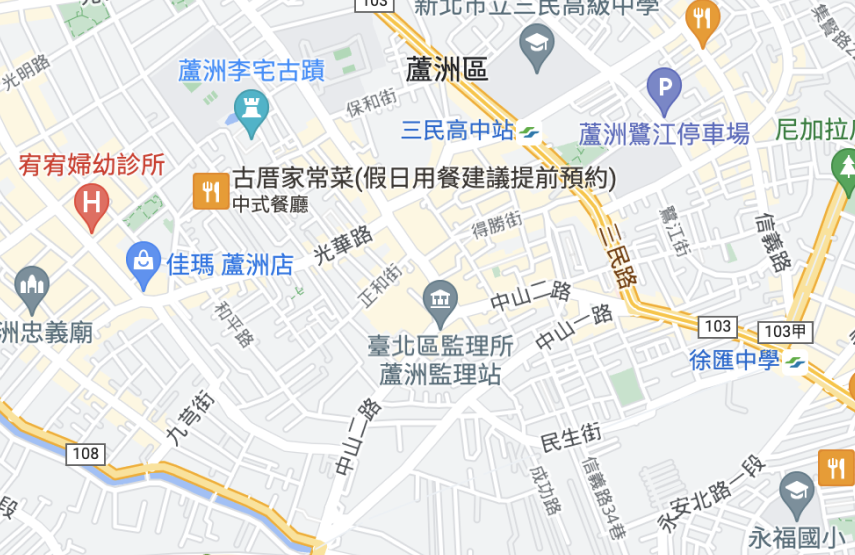 103
新北市立三民高級中學
光明路
集賢路
蘆洲李宅古蹟
蘆洲區
保和街
三民高中站
蘆洲鷺江停車場
尼加拉
宥宥婦幼診所
古厝家常菜(假日用餐建議提前預約)
中式餐廳
H
得勝街
鷺江街
信義路
光華路
三民路
佳瑪 蘆洲店
正和街
洲忠義廟
和平路
中山二路
中山一路
103
103甲
臺北區監理所
蘆洲監理站
徐匯中學
九芎街
中山二路
民生街
108
成功路
信義路34巷
永安北路一段
段
永福國小
P